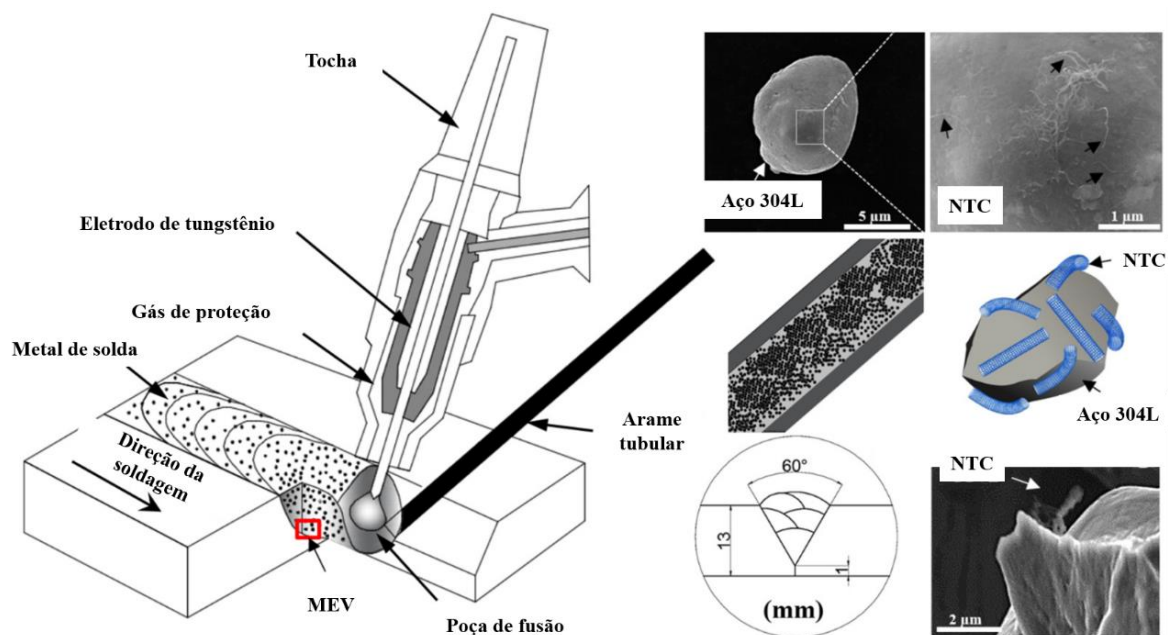 Tocha
Eletrodo de tungstênio
Gás de proteção
Metal de solda
Direção da
soldagem
MEV
Poça de fusão
Arame
tubular
Aço 304L
5 µm
NTC
1 µm
NTC
Aço 304L
60°
13
1
(mm)
NTC
2 µm